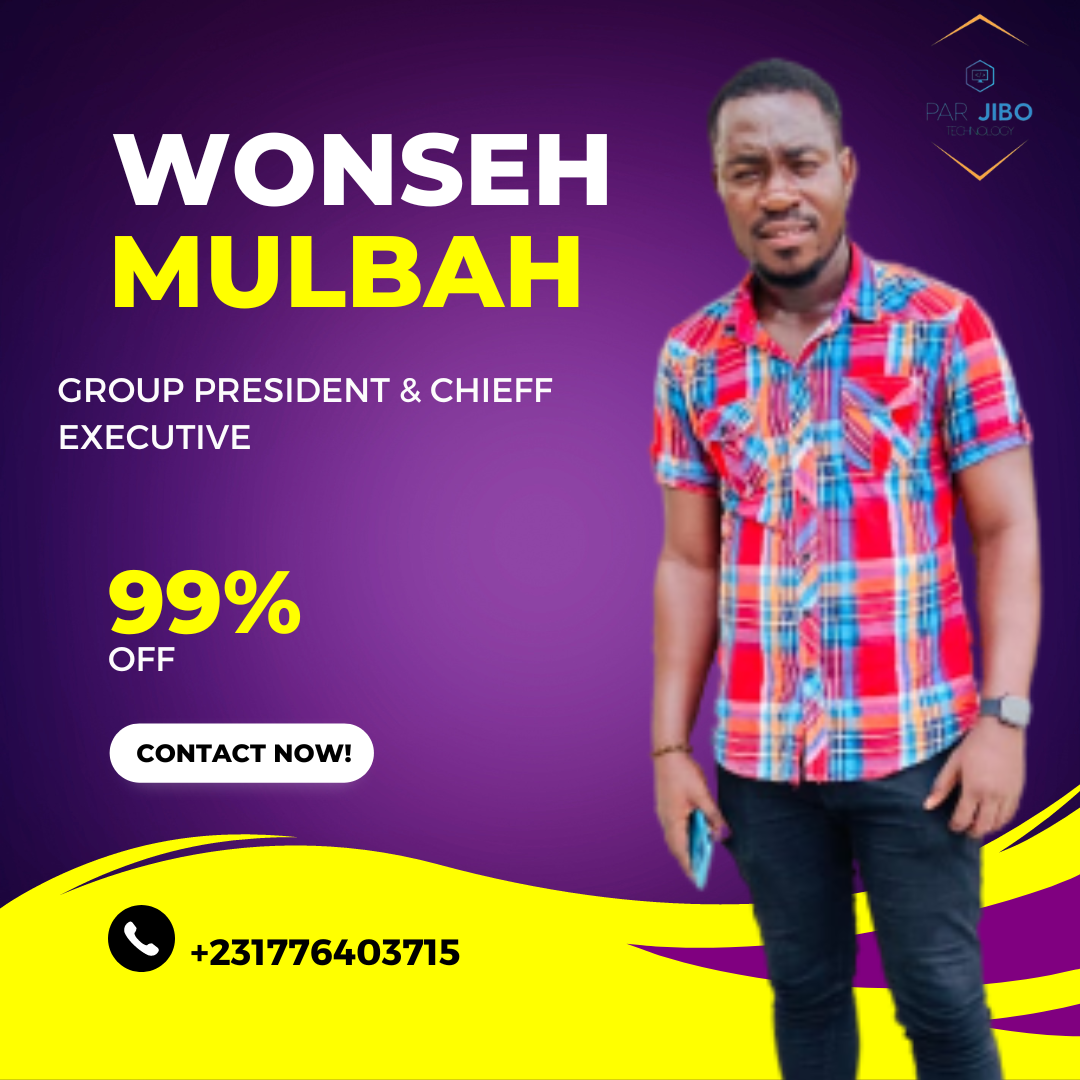 PAR JIBO
TECHNOLOGY
WONSEH
MULBAH
GROUP PRESIDENT & CHIEFF
EXECUTIVE
99%
OFF
CONTACT NOW!
+231776403715